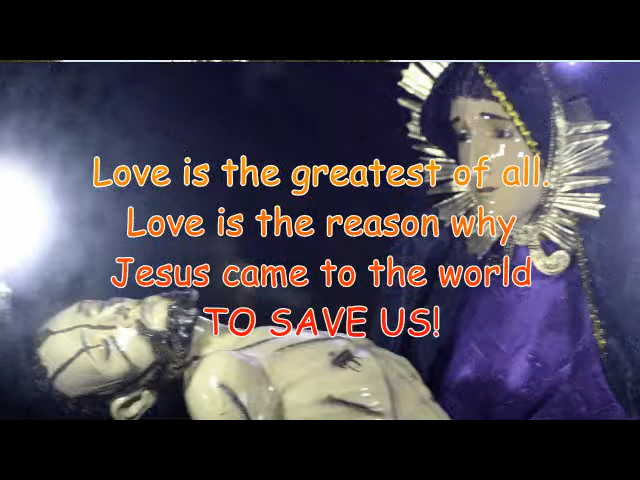 Love is the greatest of all.
Love is the reason why
Jesus came to the world
TO SAVE US!